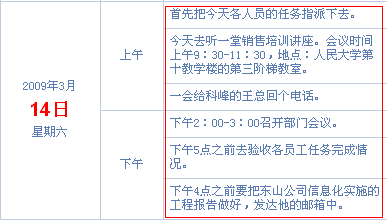 2009年3月
14日
星期六
上午
首先把今天各人员的任务指派下去。
今天去听一堂销售培训讲座。会议时间
上午9：30-11：30，地点：人民大学第
十教学楼的第三阶梯教室。
一会给科峰的王总回个电话。
下午
下午2：00-3：00召开部门会议。
下午5点之前去验收各员工任务完成情
况。
下午4点之前要把东山公司信息化实施的
工程报告做好，发达他的邮箱中。